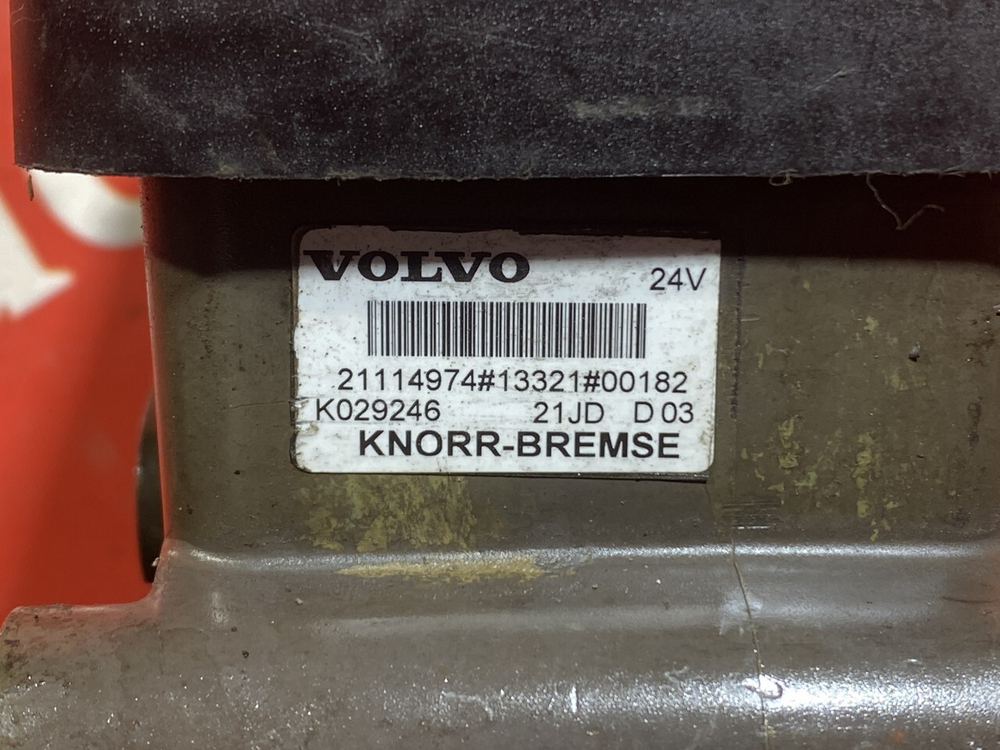 VOLVO
24V
21114974#13321#00182
K029246 21JD D 03
KNORR-BREMSE